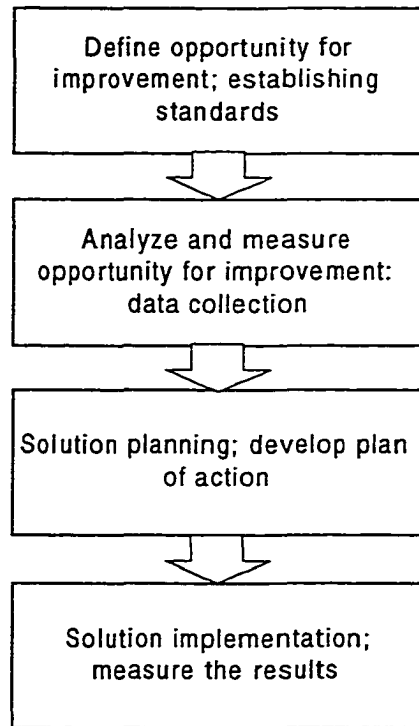 Define opportunity for
improvement; establishing
standards
Analyze and measure
opportunity for improvement:
data collection
Solution planning; develop plan
of action
Solution implementation;
measure the results